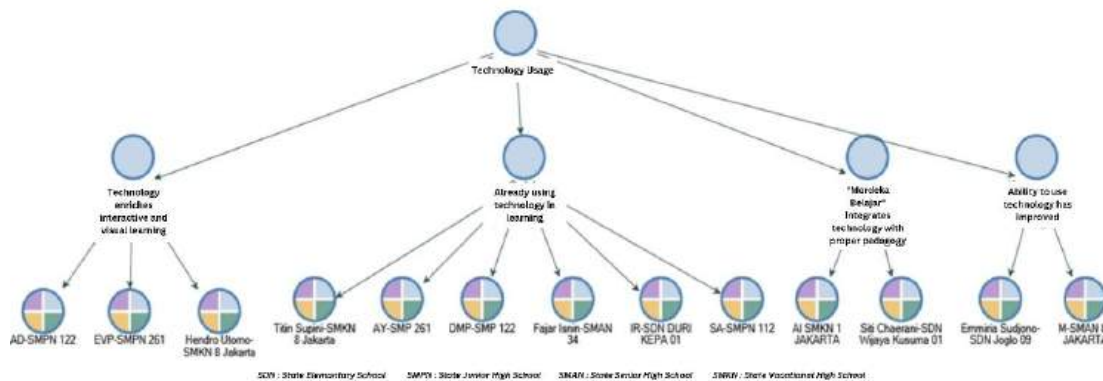 Technology Usage
Technology
enriches
interactive and
visual learning
Already using
technology in
learning
"Merdeka
Belajar"
Integrates
technology with
proper pedagogy
Ability to use
technology has
improved
AD-SMPN 122
EVP-SMPN 261
Hendro Utomo-
SMKN 8 Jakarta
Titin Supini-SMKN
8 Jakarta
AY-SMP 261
DMP-SMP 122
Fajar Isnin-SMAN
34
IR-SDN DURI
KEPA 01
SA-SMPN 112
AI SMKN 1
JAKARTA
Siti Chaerani-SDN
Wijaya Kusuma 01
Emmiria Sudjono-
SDN Joglo 09
M-SMAN
JAKARTA
SDN : State Elementary School SMPN : State Junior High School SMAN : State Senior High School SMKN : State Vocational High School